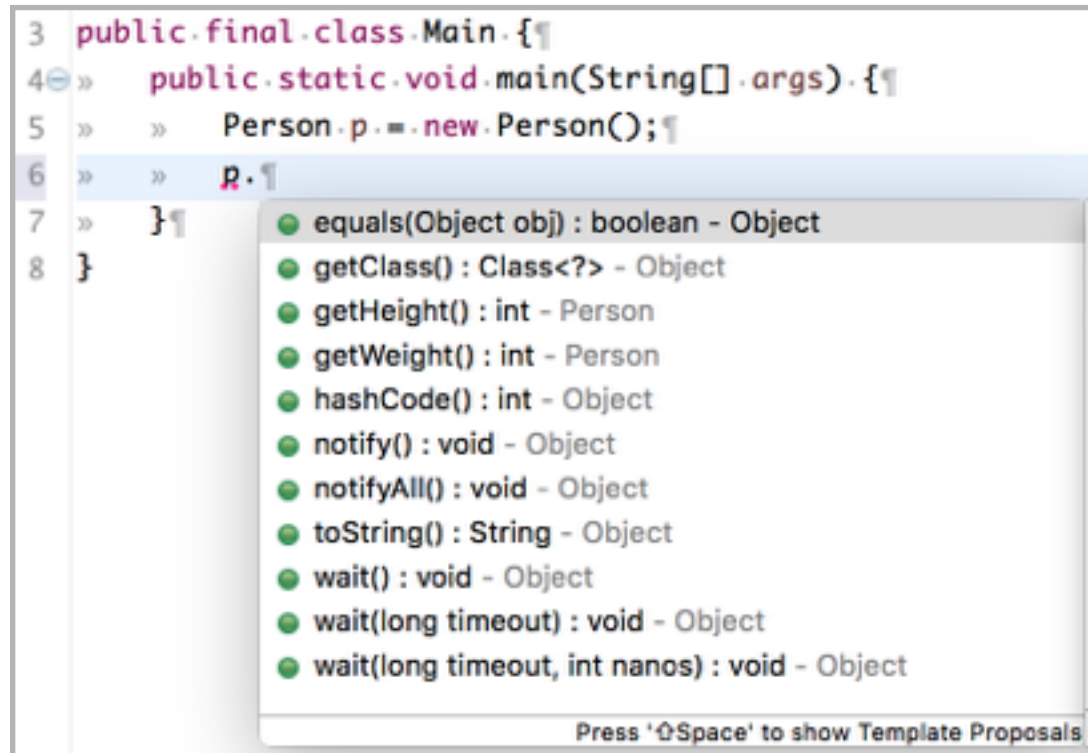 3 public final class Main {¶
4 » public static void main(String[] args) {¶
5 » » Person p = new Person();¶
6 » » p.¶
7 » }¶
8 }
equals(Object obj) : boolean - Object
getClass() : Class<?> - Object
getHeight() : int - Person
getWeight() : int - Person
hashCode() : int - Object
notify() : void - Object
notifyAll() : void - Object
toString() : String - Object
wait() : void - Object
wait(long timeout) : void - Object
wait(long timeout, int nanos) : void - Object
Press '⇧Space' to show Template Proposals